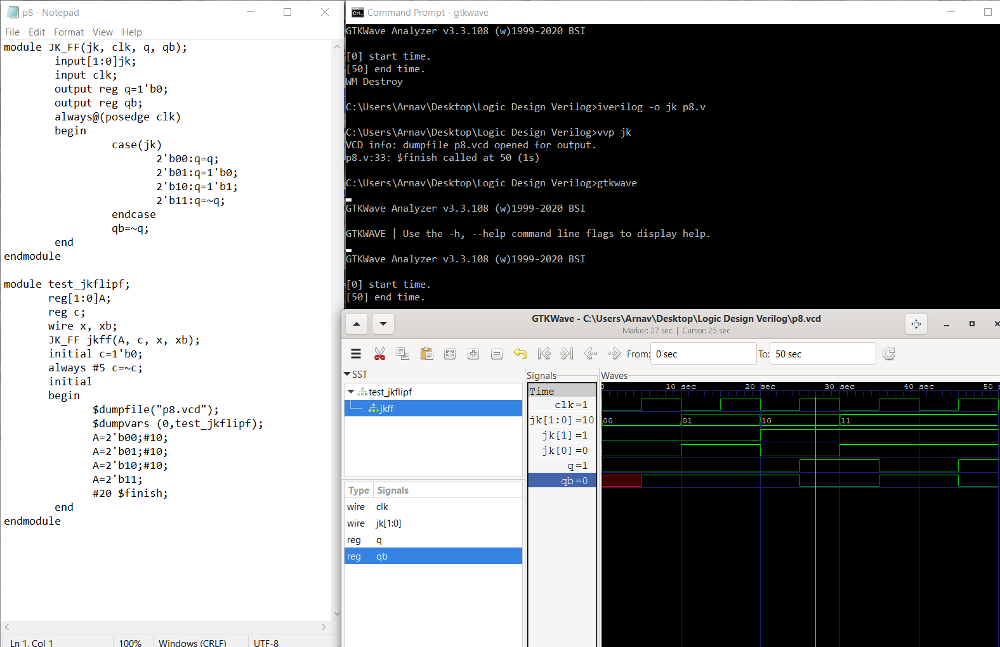 p8 - Notepad
File Edit Format View Help
module JK_FF(jk, clk, q, qb);
input[1:0]jk;
input clk;
output reg q=1'b0;
output reg qb;
always@(posedge clk)
begin
case(jk)
2'b00:q=q;
2'b01:q=1'b0;
2'b10:q=1'b1;
2'b11:q=~q;
endcase
qb=~q;
end
endmodule
module test_jkflipf;
reg[1:0]A;
reg c;
wire x, xb;
JK_FF jkff(A, c, x, xb);
initial c=1'b0;
always #5 c=~c;
initial
begin
$dumpfile("p8.vcd");
$dumpvars (0,test_jkflipf);
A=2'b00;#10;
A=2'b01;#10;
A=2'b10;#10;
A=2'b11;
#20 $finish;
end
endmodule
Ln 1, Col 1 100% Windows (CRLF) UTF-8
Command Prompt - gtkwave
GTKWave Analyzer v3.3.108 (w)1999-2020 BSI
[0] start time.
[50] end time.
WM Destroy
C:\Users\Arnav\Desktop\Logic Design Verilog>iverilog -o jk p8.v
C:\Users\Arnav\Desktop\Logic Design Verilog>vvp jk
VCD info: dumpfile p8.vcd opened for output.
p8.v:33: $finish called at 50 (1s)
C:\Users\Arnav\Desktop\Logic Design Verilog>gtkwave
GTKWave Analyzer v3.3.108 (w)1999-2020 BSI
GTKWAVE | Use the -h, --help command line flags to display help.
GTKWave Analyzer v3.3.108 (w)1999-2020 BSI
[0] start time.
[50] end time.
GTKWave - C:\Users\Arnav\Desktop\Logic Design Verilog\p8.vcd
Marker: 27 sec | Cursor: 25 sec
From: 0 sec To: 50 sec
SST
test_jkflipf
jkff
Type Signals
wire clk
wire jk[1:0]
reg q
reg qb
Signals
Time
clk=1
jk[1:0]=10
jk[1]=1
jk[0]=0
q=1
qb=0
Waves
0 10 sec 20 sec 30 sec 40 sec 50 s
00 01 10 11